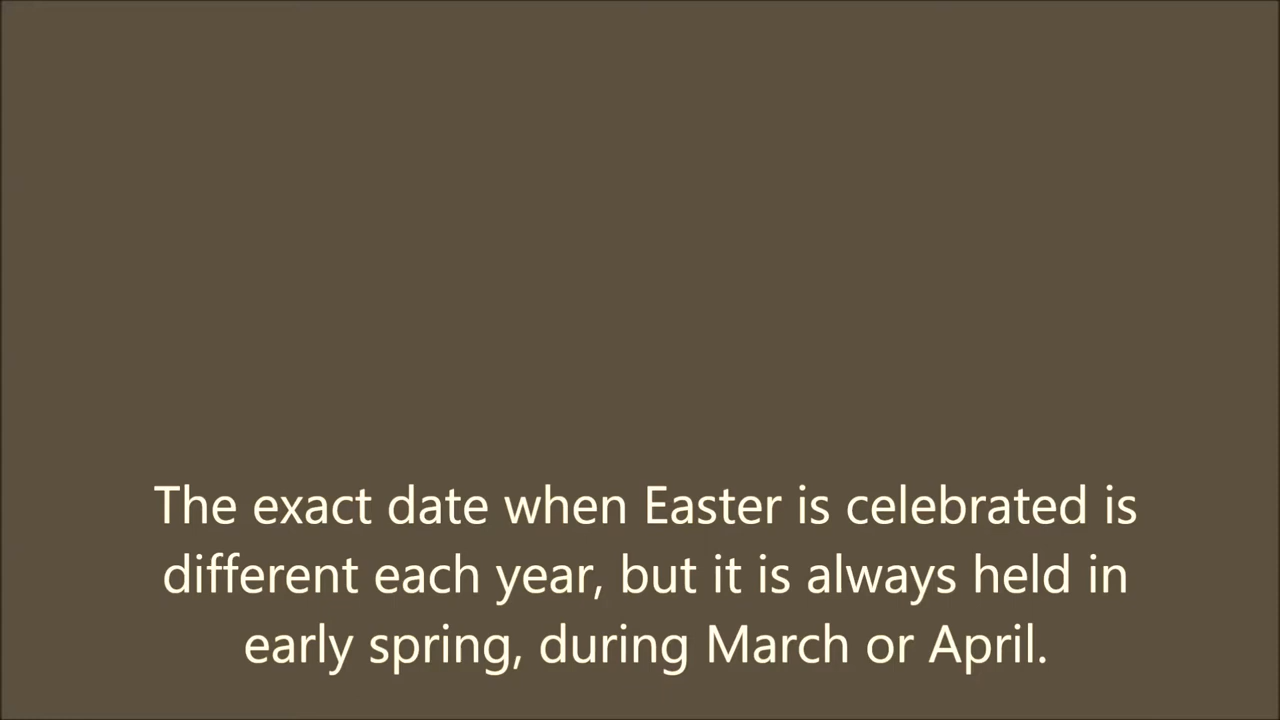 The exact date when Easter is celebrated is
different each year, but it is always held in
early spring, during March or April.